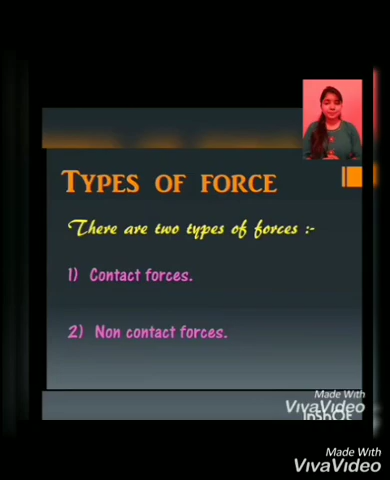 TYPES OF FORCE
There are two types of forces :-
1) Contact forces.
2) Non contact forces.
Made With
VivaVideo
InShOt
Made With
VivaVideo